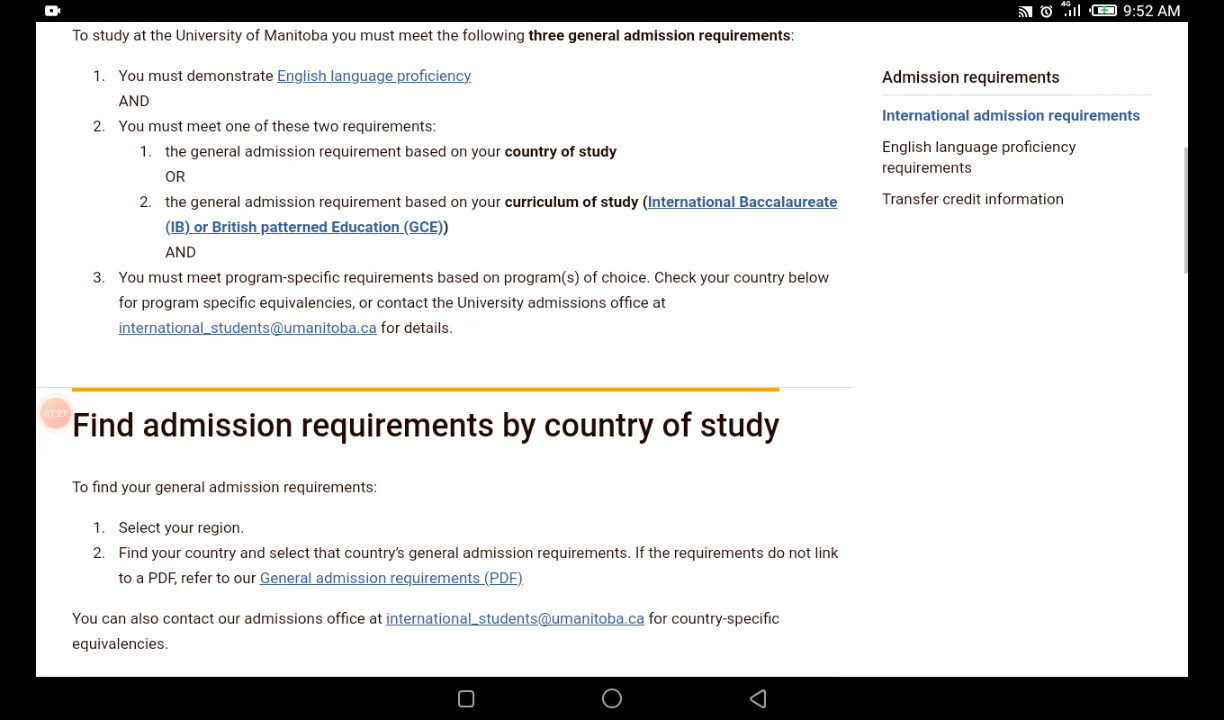 4G
9:52 AM
To study at the University of Manitoba you must meet the following three general admission requirements:
1. You must demonstrate English language proficiency
AND
2. You must meet one of these two requirements:
1. the general admission requirement based on your country of study
OR
2. the general admission requirement based on your curriculum of study (International Baccalaureate
(IB) or British patterned Education (GCE))
AND
3. You must meet program-specific requirements based on program(s) of choice. Check your country below
for program specific equivalencies, or contact the University admissions office at
international_students@umanitoba.ca for details.
Admission requirements
International admission requirements
English language proficiency
requirements
Transfer credit information
07:27
Find admission requirements by country of study
To find your general admission requirements:
1. Select your region.
2. Find your country and select that country’s general admission requirements. If the requirements do not link
to a PDF, refer to our General admission requirements (PDF)
You can also contact our admissions office at international_students@umanitoba.ca for country-specific
equivalencies.